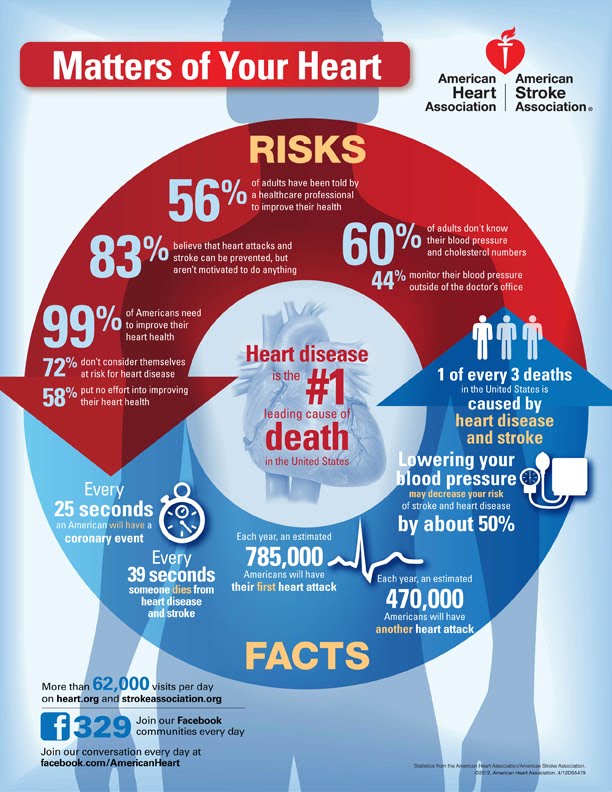 Matters of Your Heart
American
Heart
Association
American
Stroke
Association®
RISKS
56%
of adults have been told by
a healthcare professional
to improve their health
83%
believe that heart attacks and
stroke can be prevented, but
aren't motivated to do anything
60%
of adults don't know
their blood pressure
and cholesterol numbers
44% monitor their blood pressure
outside of the doctor's office
99%
of Americans need
to improve their
heart health
72% don't consider themselves
at risk for heart disease
58% put no effort into improving
their heart health
Heart disease
is the #1
leading cause of
death
in the United States
1 of every 3 deaths
in the United States is
caused by
heart disease
and stroke
Lowering your
blood pressure
may decrease your risk
of stroke and heart disease
by about 50%
Every
25 seconds
an American will have a
coronary event
Every
39 seconds
someone dies from
heart disease
and stroke
Each year, an estimated
785,000
Americans will have
their first heart attack
Each year, an estimated
470,000
Americans will have
another heart attack
FACTS
More than 62,000 visits per day
on heart.org and strokeassociation.org
f 329 Join our Facebook
communities every day
Join our conversation every day at
facebook.com/AmericanHeart
Statistics from the American Heart Association/American Stroke Association.
©2012, American Heart Association. 4/12DS5479